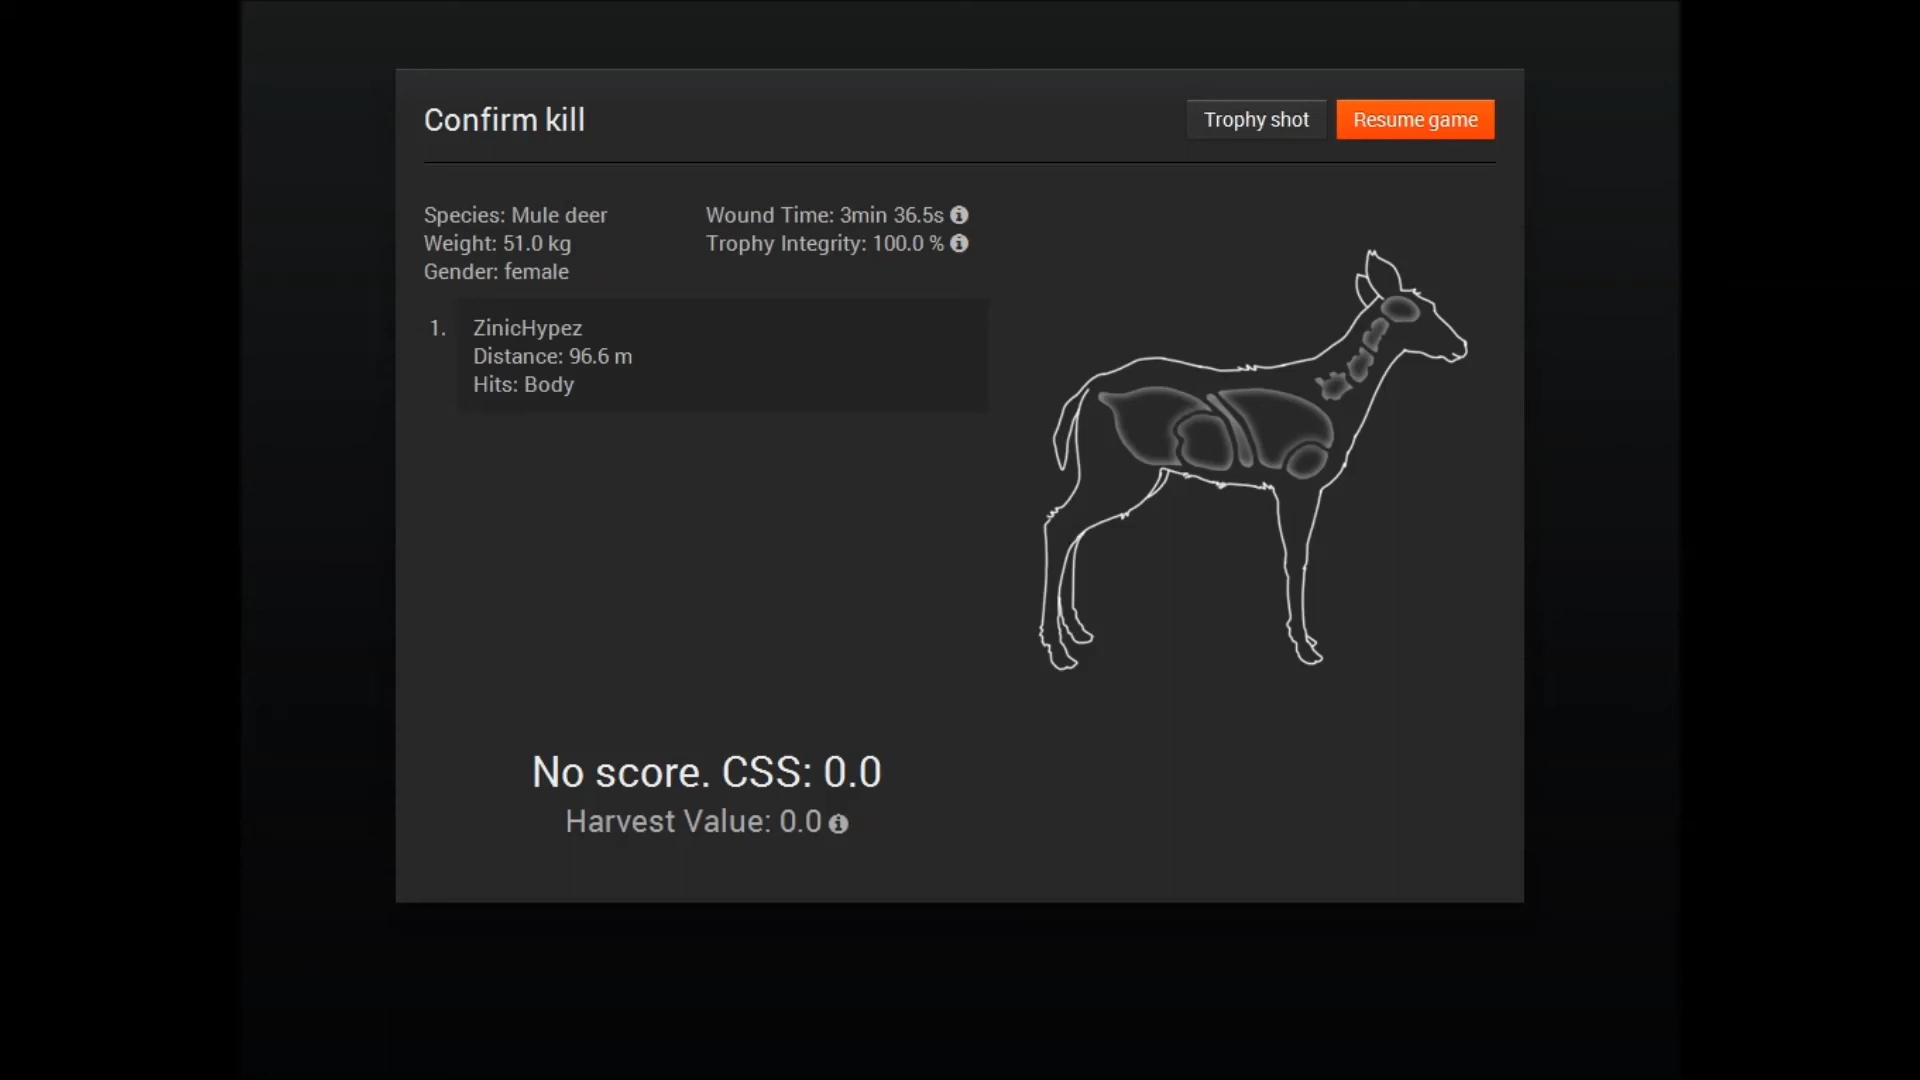 Confirm kill
Trophy shot
Resume game
Species: Mule deer
Weight: 51.0 kg
Gender: female
Wound Time: 3min 36.5s
Trophy Integrity: 100.0 %
1. ZinicHypez
Distance: 96.6 m
Hits: Body
No score. CSS: 0.0
Harvest Value: 0.0